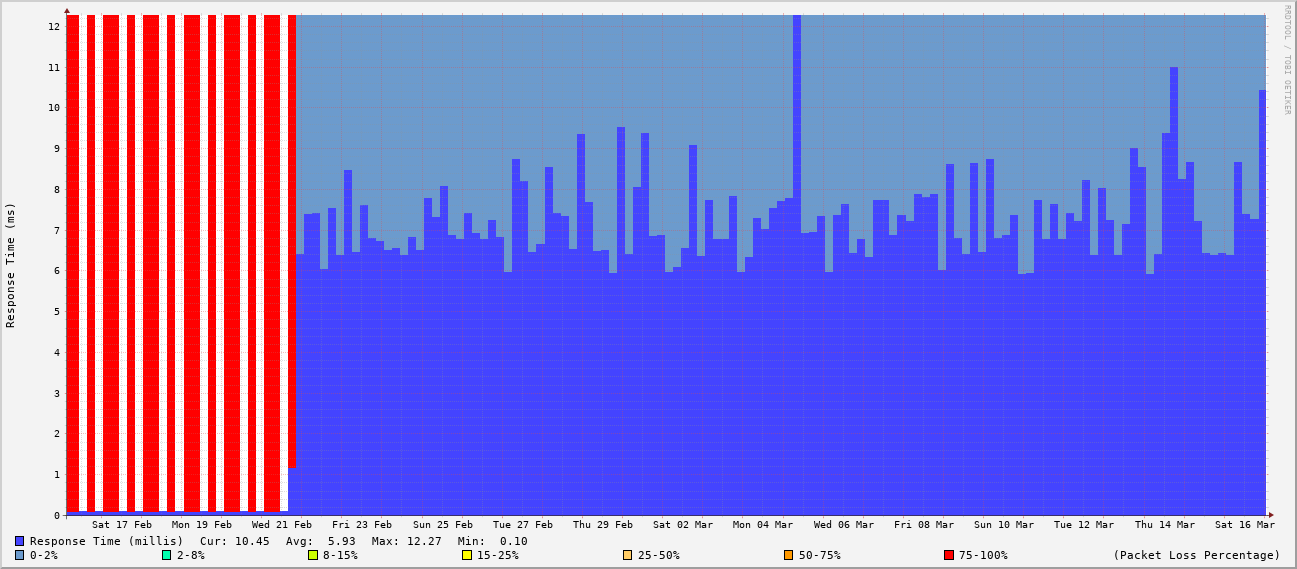 RRDTOOL / TOBI OETIKER
Response Time (ms)
12
11
10
9
8
7
6
5
4
3
2
1
0
Sat 17 Feb Mon 19 Feb Wed 21 Feb Fri 23 Feb Sun 25 Feb Tue 27 Feb Thu 29 Feb Sat 02 Mar Mon 04 Mar Wed 06 Mar Fri 08 Mar Sun 10 Mar Tue 12 Mar Thu 14 Mar Sat 16 Mar
Response Time (millis) Cur: 10.45 Avg: 5.93 Max: 12.27 Min: 0.10
0-2% 2-8% 8-15% 15-25% 25-50% 50-75% 75-100% (Packet Loss Percentage)